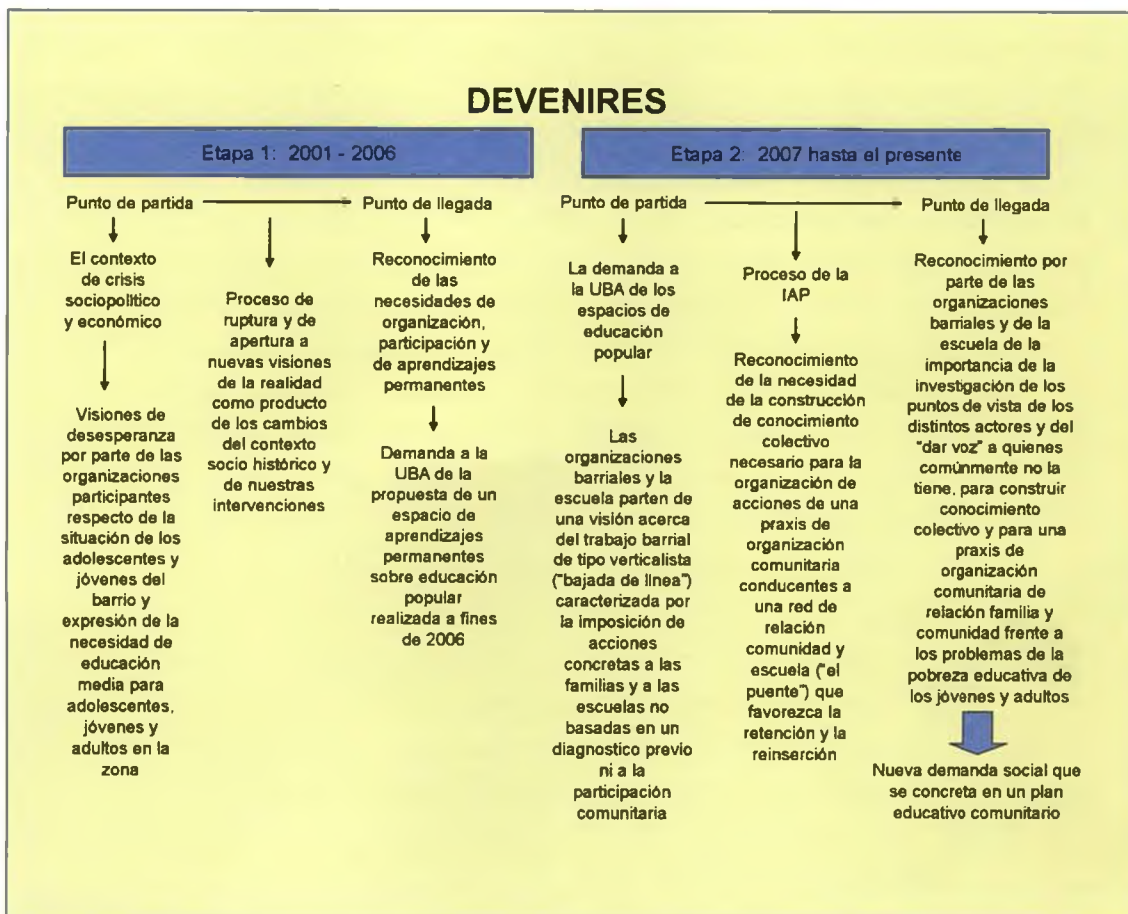 DEVENIRES
Etapa 1: 2001 - 2006
Punto de partida
El contexto
de crisis
sociopolítico
y económico
Visiones de
desesperanza
por parte de las
organizaciones
participantes
respecto de la
situación de los
adolescentes y
jóvenes del
barrio y
expresión de la
necesidad de
educación
media para
adolescentes,
jóvenes y
adultos en la
zona
Proceso de
ruptura y de
apertura a
nuevas visiones
de la realidad
como producto
de los cambios
del contexto
socio histórico y
de nuestras
intervenciones
Punto de llegada
Reconocimiento
de las
necesidades de
organización,
participación y
de aprendizajes
permanentes
Demanda a la
UBA de la
propuesta de un
espacio de
aprendizajes
permanentes
sobre educación
popular
realizada a fines
de 2006
Etapa 2: 2007 hasta el presente
Punto de partida
La demanda a
la UBA de los
espacios de
educación
popular
Las
organizaciones
barriales y la
escuela parten de
una visión acerca
del trabajo barrial
de tipo verticalista
("bajada de línea")
caracterizada por
la imposición de
acciones
concretas a las
familias y a las
escuelas no
basadas en un
diagnostico previo
ni a la
participación
comunitaria
Proceso de la
IAP
Reconocimiento
de la necesidad
de la construcción
de conocimiento
colectivo
necesario para la
organización de
acciones de una
praxis de
organización
comunitaria
conducentes a
una red de
relación
comunidad y
escuela ("el
puente") que
favorezca la
retención y la
reinserción
Punto de llegada
Reconocimiento por
parte de las
organizaciones
barriales y de la
escuela de la
importancia de la
investigación de los
puntos de vista de los
distintos actores y del
"dar voz" a quienes
comúnmente no la
tiene, para construir
conocimiento
colectivo y para una
praxis de
organización
comunitaria de
relación familia y
comunidad frente a
los problemas de la
pobreza educativa de
los jóvenes y adultos
Nueva demanda social que
se concreta en un plan
educativo comunitario